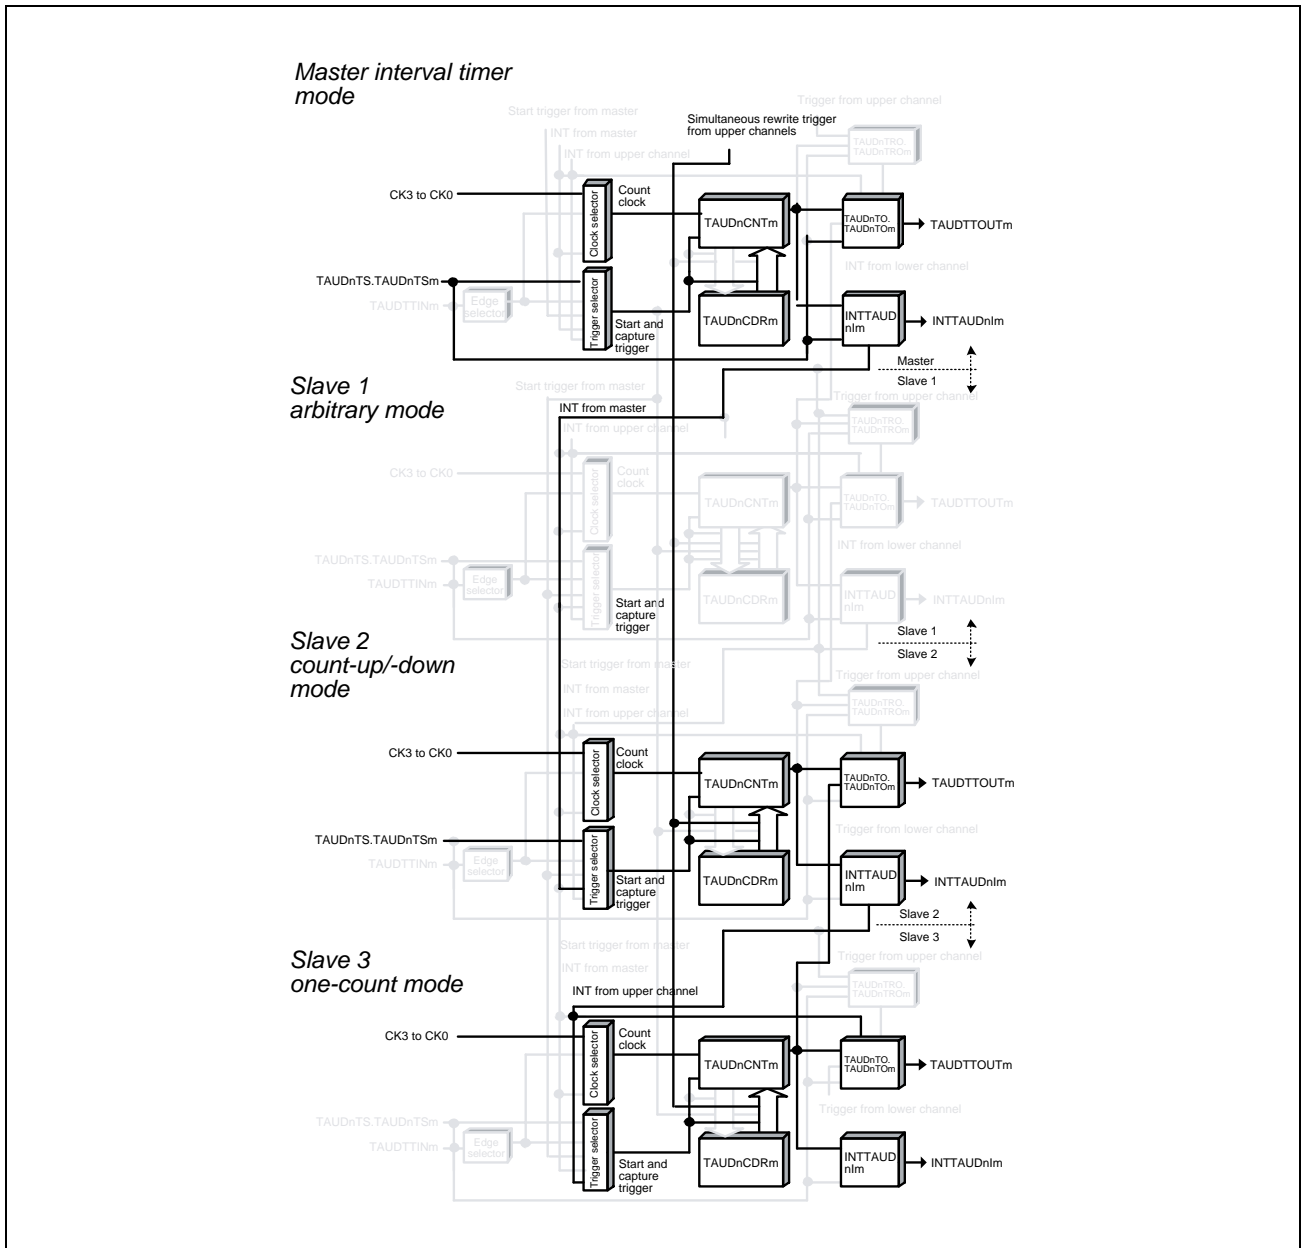 Master interval timer
mode
Trigger from upper channel
Start trigger from master
Simultaneous rewrite trigger
from upper channels
INT from master
TAUDnTRO.
TAUDnTROm
INT from upper channel
CK3 to CK0
Clock selector
Count
clock
TAUDnCNTm
TAUDnTO.
TAUDnTOm
TAUDTTOUTm
INT from lower channel
TAUDnTS.TAUDnTSm
TAUDTTINm
Edge
selector
Trigger selector
Start and
capture
trigger
TAUDnCDRm
INTTAUD
nIm
INTTAUDnIm
Master
Slave 1
Slave 1
arbitrary mode
Start trigger from master
Trigger from upper channel
INT from master
INT from upper channel
TAUDnTRO.
TAUDnTROm
CK3 to CK0
Clock selector
Count
clock
TAUDnCNTm
TAUDnTO.
TAUDnTOm
TAUDTTOUTm
INT from lower channel
TAUDnTS.TAUDnTSm
TAUDTTINm
Edge
selector
Trigger selector
Start and
capture
trigger
TAUDnCDRm
INTTAUD
nIm
INTTAUDnIm
Slave 1
Slave 2
Slave 2
count-up/-down
mode
Start trigger from master
Trigger from upper channel
INT from master
INT from upper channel
TAUDnTRO.
TAUDnTROm
CK3 to CK0
Clock selector
Count
clock
TAUDnCNTm
TAUDnTO.
TAUDnTOm
TAUDTTOUTm
Trigger from lower channel
TAUDnTS.TAUDnTSm
TAUDTTINm
Edge
selector
Trigger selector
Start and
capture
trigger
TAUDnCDRm
INTTAUD
nIm
INTTAUDnIm
Slave 2
Slave 3
Slave 3
one-count mode
Start trigger from master
Trigger from upper channel
INT from master
INT from upper channel
TAUDnTRO.
TAUDnTROm
CK3 to CK0
Clock selector
Count
clock
TAUDnCNTm
TAUDnTO.
TAUDnTOm
TAUDTTOUTm
Trigger from lower channel
TAUDnTS.TAUDnTSm
TAUDTTINm
Edge
selector
Trigger selector
Start and
capture
trigger
TAUDnCDRm
INTTAUD
nIm
INTTAUDnIm